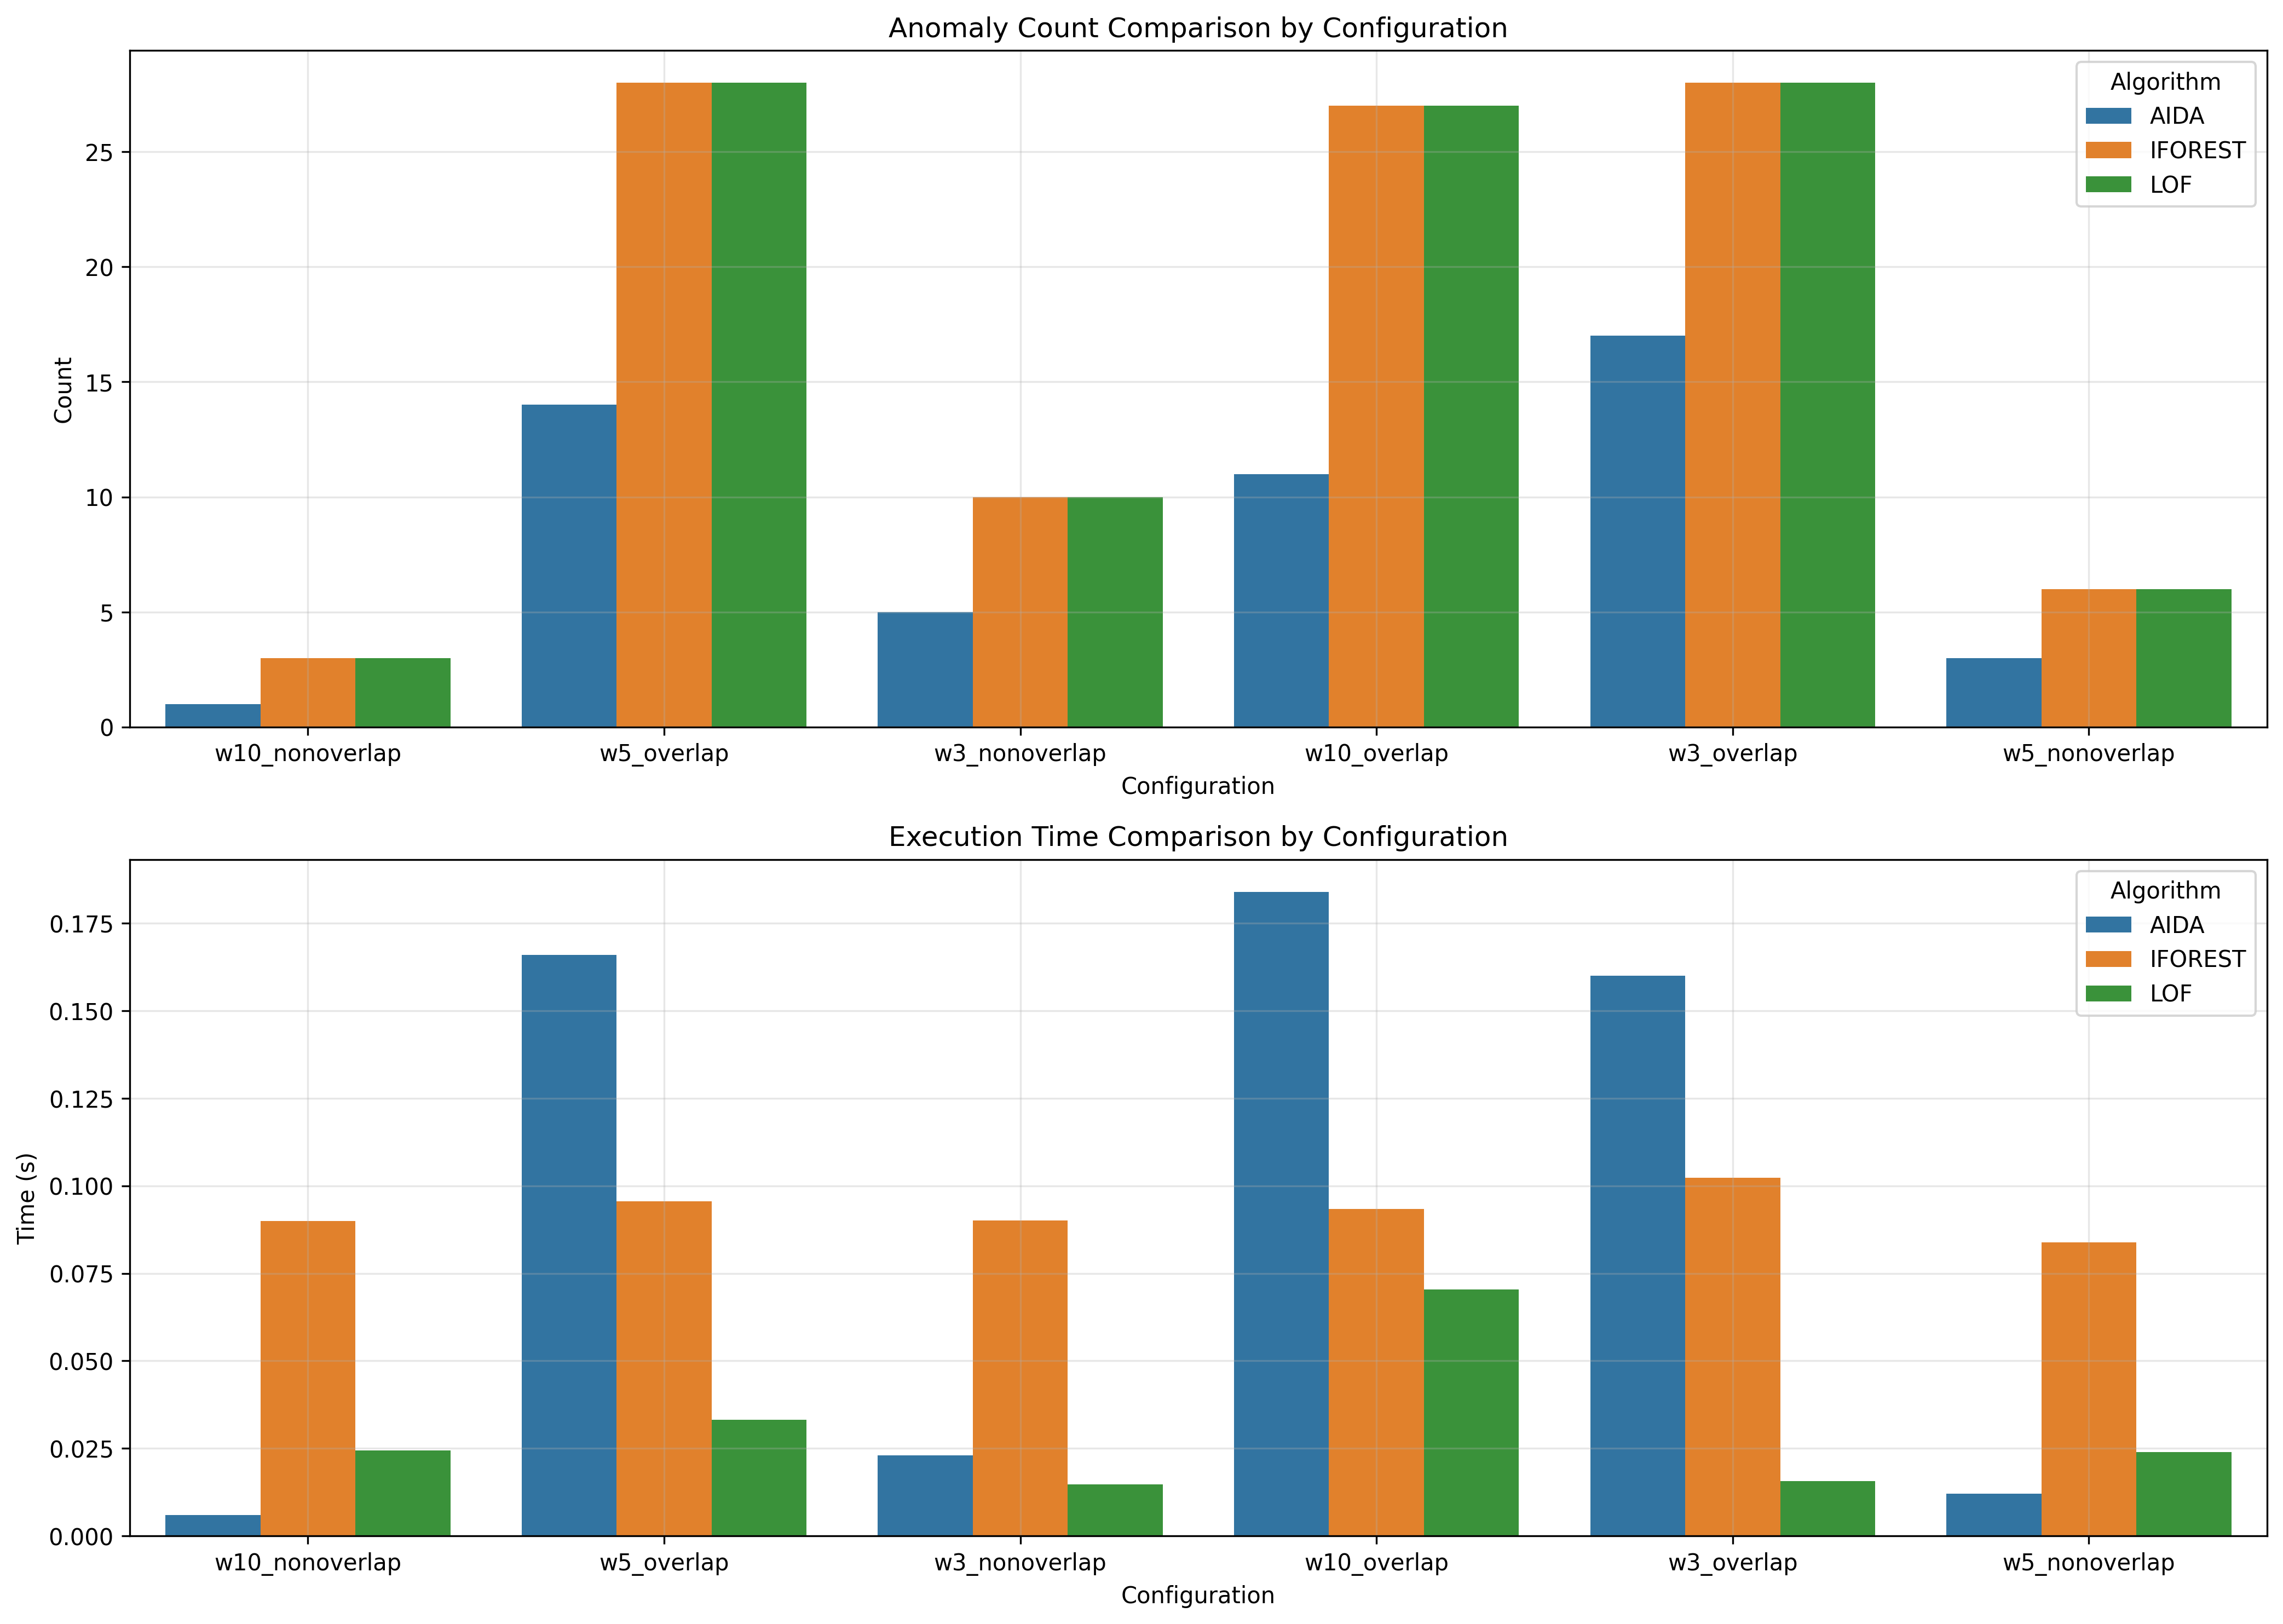 Anomaly Count Comparison by Configuration
Algorithm
AIDA
IFOREST
LOF
Count
25
20
15
10
5
0
w10_nonoverlap w5_overlap w3_nonoverlap w10_overlap w3_overlap w5_nonoverlap
Configuration
Execution Time Comparison by Configuration
Algorithm
AIDA
IFOREST
LOF
Time (s)
0.175
0.150
0.125
0.100
0.075
0.050
0.025
0.000
w10_nonoverlap w5_overlap w3_nonoverlap w10_overlap w3_overlap w5_nonoverlap
Configuration